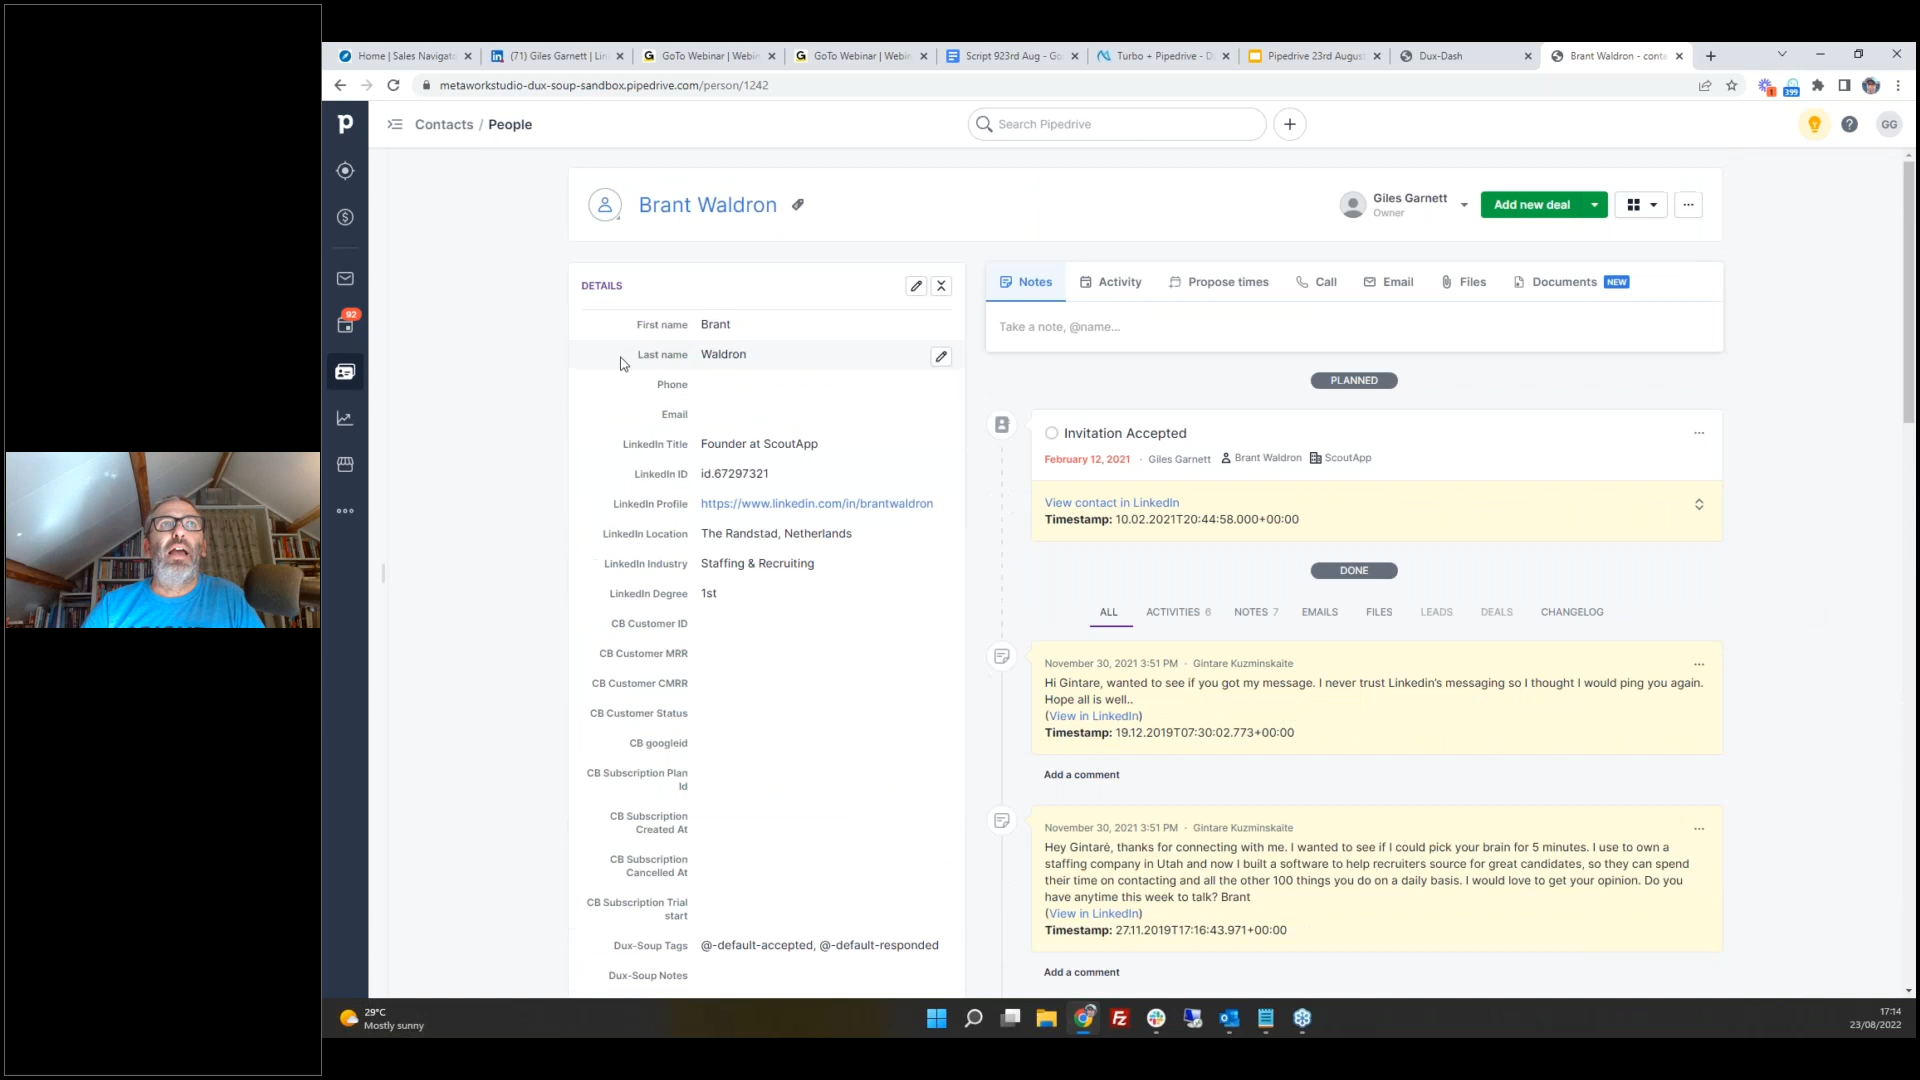 Home | Sales Navigato
(71) Giles Garnett | Lin
GoTo Webinar | Webin
GoTo Webinar | Webin
Script 923rd Aug - Go
Turbo + Pipedrive - D
Pipedrive 23rd August
Dux-Dash
Brant Waldron - conta
metaworkstudio-dux-soup-sandbox.pipedrive.com/person/1242
1
399
Contacts / People
Search Pipedrive
GG
92
Brant Waldron
Giles Garnett
Owner
Add new deal
DETAILS
First name Brant
Last name Waldron
Phone
Email
LinkedIn Title Founder at ScoutApp
LinkedIn ID id.67297321
LinkedIn Profile https://www.linkedin.com/in/brantwaldron
LinkedIn Location The Randstad, Netherlands
LinkedIn Industry Staffing & Recruiting
LinkedIn Degree 1st
CB Customer ID
CB Customer MRR
CB Customer CMRR
CB Customer Status
CB googleid
CB Subscription Plan
Id
CB Subscription
Created At
CB Subscription
Cancelled At
CB Subscription Trial
start
Dux-Soup Tags @-default-accepted, @-default-responded
Dux-Soup Notes
Notes Activity Propose times Call Email Files Documents NEW
Take a note, @name...
PLANNED
Invitation Accepted
February 12, 2021 · Giles Garnett Brant Waldron ScoutApp
View contact in LinkedIn
Timestamp: 10.02.2021T20:44:58.000+00:00
DONE
ALL ACTIVITIES 6 NOTES 7 EMAILS FILES LEADS DEALS CHANGELOG
November 30, 2021 3:51 PM · Gintare Kuzminskaite
Hi Gintare, wanted to see if you got my message. I never trust Linkedin's messaging so I thought I would ping you again.
Hope all is well..
(View in LinkedIn)
Timestamp: 19.12.2019T07:30:02.773+00:00
Add a comment
November 30, 2021 3:51 PM · Gintare Kuzminskaite
Hey Gintarė, thanks for connecting with me. I wanted to see if I could pick your brain for 5 minutes. I use to own a
staffing company in Utah and now I built a software to help recruiters source for great candidates, so they can spend
their time on contacting and all the other 100 things you do on a daily basis. I would love to get your opinion. Do you
have anytime this week to talk? Brant
(View in LinkedIn)
Timestamp: 27.11.2019T17:16:43.971+00:00
Add a comment
29°C
Mostly sunny
17:14
23/08/2022